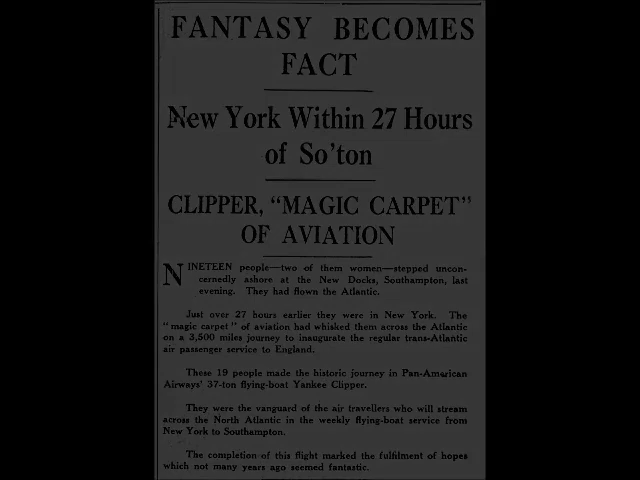 FANTASY BECOMES
FACT
New York Within 27 Hours
of So'ton
CLIPPER, "MAGIC CARPET"
OF AVIATION
NINETEEN people—two of them women—stepped uncon-
cernedly ashore at the New Docks, Southampton, last
evening. They had flown the Atlantic.
Just over 27 hours earlier they were in New York. The
"magic carpet" of aviation had whisked them across the Atlantic
on a 3,500 miles journey to inaugurate the regular trans-Atlantic
air passenger service to England.
These 19 people made the historic journey in Pan-American
Airways' 37-ton flying-boat Yankee Clipper.
They were the vanguard of the air travellers who will stream
across the North Atlantic in the weekly flying-boat service from
New York to Southampton.
The completion of this flight marked the fulfilment of hopes
which not many years ago seemed fantastic.